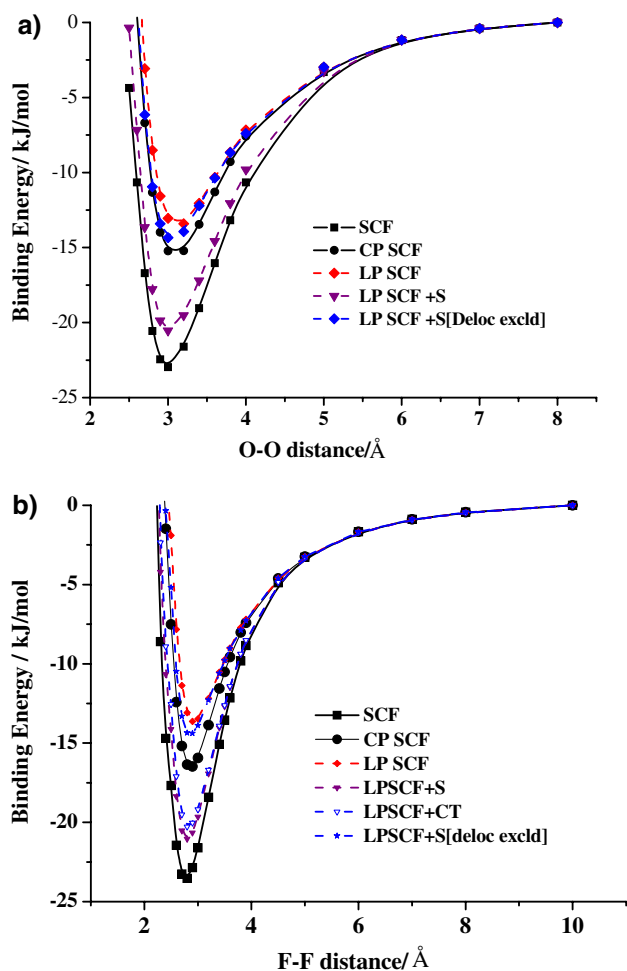 a)
0
-5
-10
-15
-20
-25
2 3 4 5 6 7 8
Binding Energy/ kJ/mol
O-O distance/Å
SCF
CP SCF
LP SCF
LP SCF +S
LP SCF +S[Deloc excld]
b)
0
-5
-10
-15
-20
-25
2 4 6 8 10
Binding Energy / kJ/mol
F-F distance/ Å
SCF
CP SCF
LP SCF
LPSCF+S
LPSCF+CT
LPSCF+S[deloc excld]